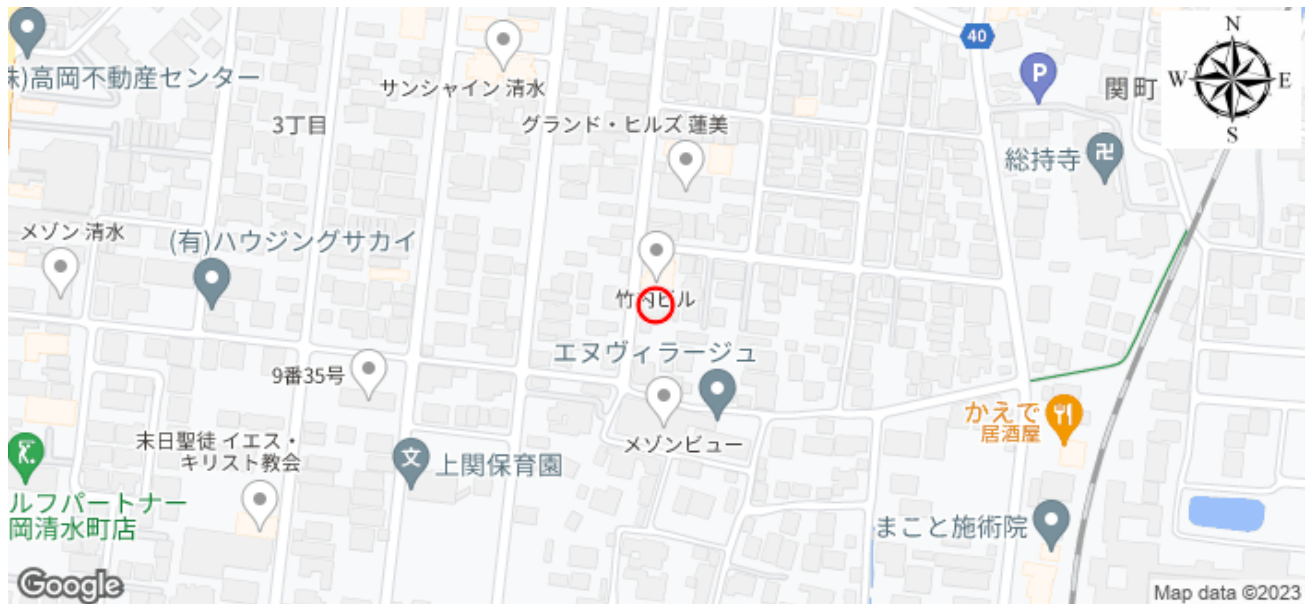 N
W
E
S
40
P
関町
総持寺
卍
株)高岡不動産センター
サンシャイン 清水
3丁目
グランド・ヒルズ 蓮美
メゾン 清水
(有)ハウジングサカイ
竹内ビル
エヌヴィラージュ
9番35号
メゾンビュー
かえで
居酒屋
末日聖徒 イエス・
キリスト教会
文
上関保育園
ルフパートナー
岡清水町店
まこと施術院
Google
Map data ©2023